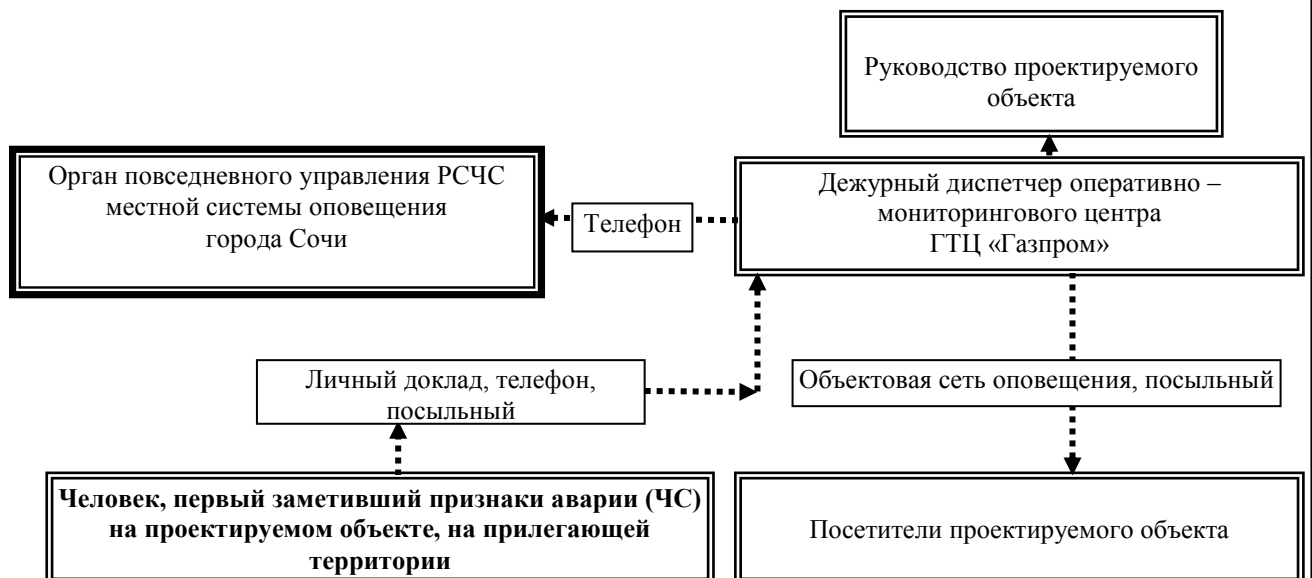 Руководство проектируемого
объекта
Орган повседневного управления РСЧС
местной системы оповещения
города Сочи
Телефон
Дежурный диспетчер оперативно –
мониторингового центра
ГТЦ «Газпром»
Личный доклад, телефон,
посыльный
Объектовая сеть оповещения, посыльный
Человек, первый заметивший признаки аварии (ЧС)
на проектируемом объекте, на прилегающей
территории
Посетители проектируемого объекта